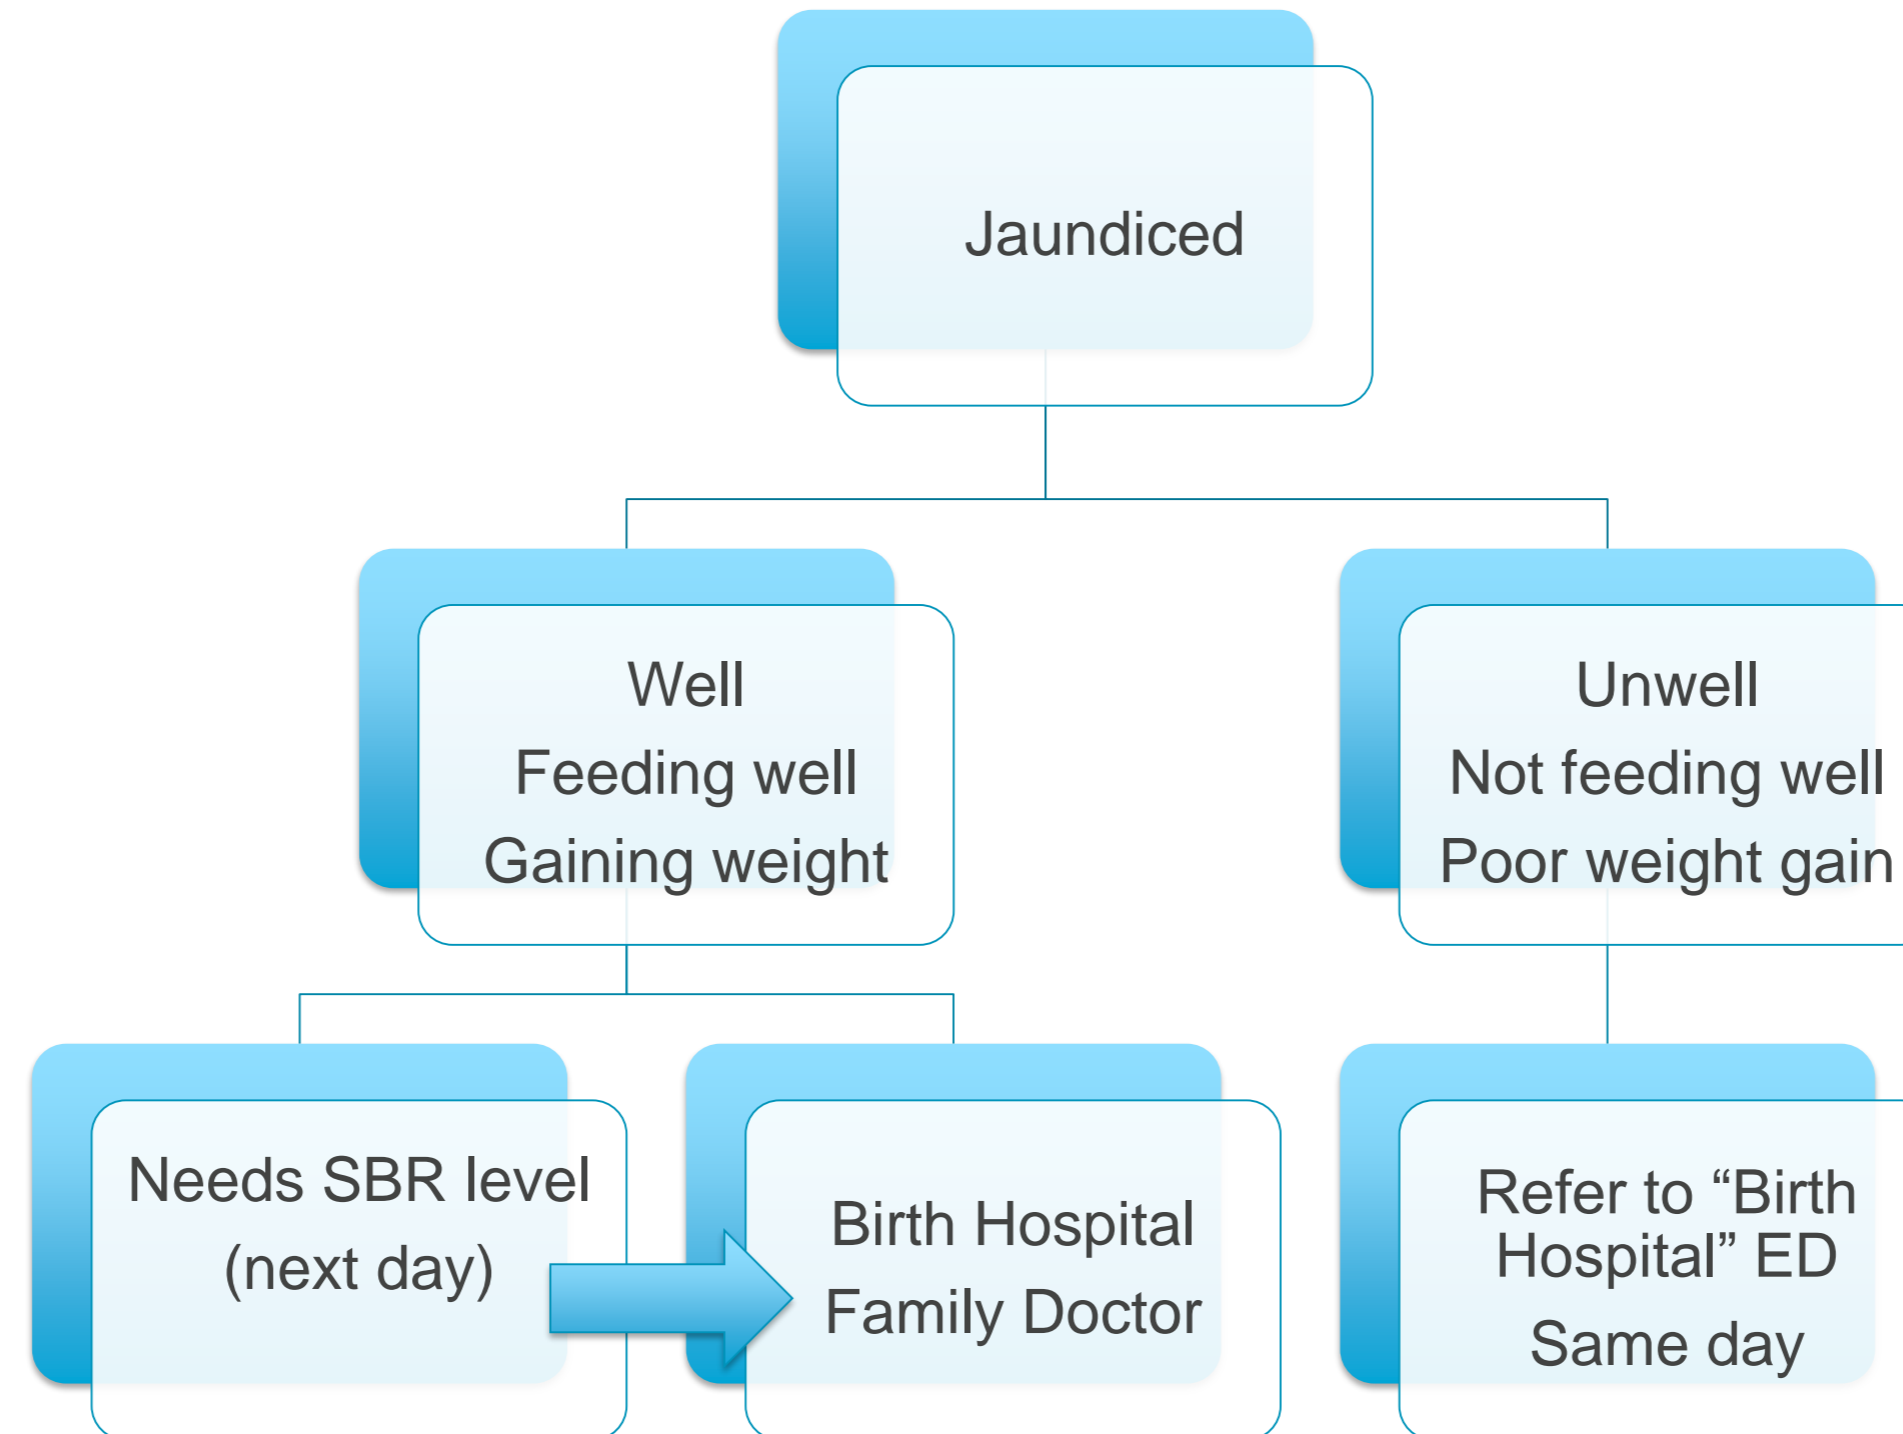 Jaundiced
Well
Feeding well
Gaining weight
Unwell
Not feeding well
Poor weight gain
Needs SBR level
(next day)
Birth Hospital
Family Doctor
Refer to “Birth
Hospital” ED
Same day